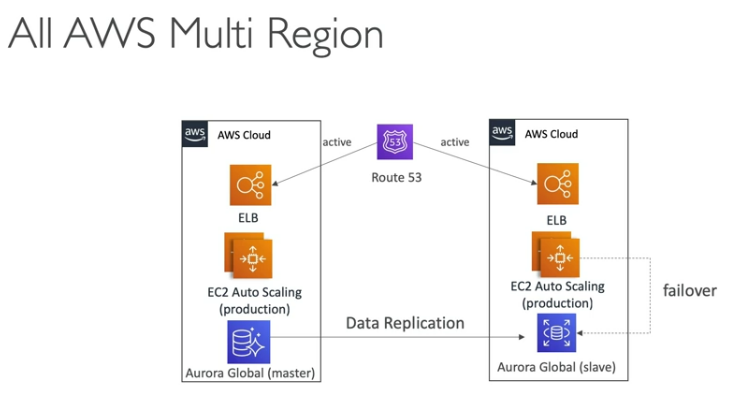 All AWS Multi Region
aws
AWS Cloud
active
53
active
aws
AWS Cloud
Route 53
ELB
ELB
EC2 Auto Scaling
(production)
EC2 Auto Scaling
(production)
failover
Data Replication
Aurora Global (master)
Aurora Global (slave)